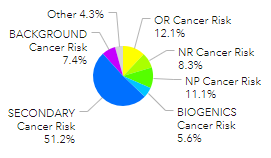 Other 4.3%
OR Cancer Risk
12.1%
BACKGROUND
Cancer Risk
7.4%
NR Cancer Risk
8.3%
NP Cancer Risk
11.1%
SECONDARY
Cancer Risk
51.2%
BIOGENICS
Cancer Risk
5.6%